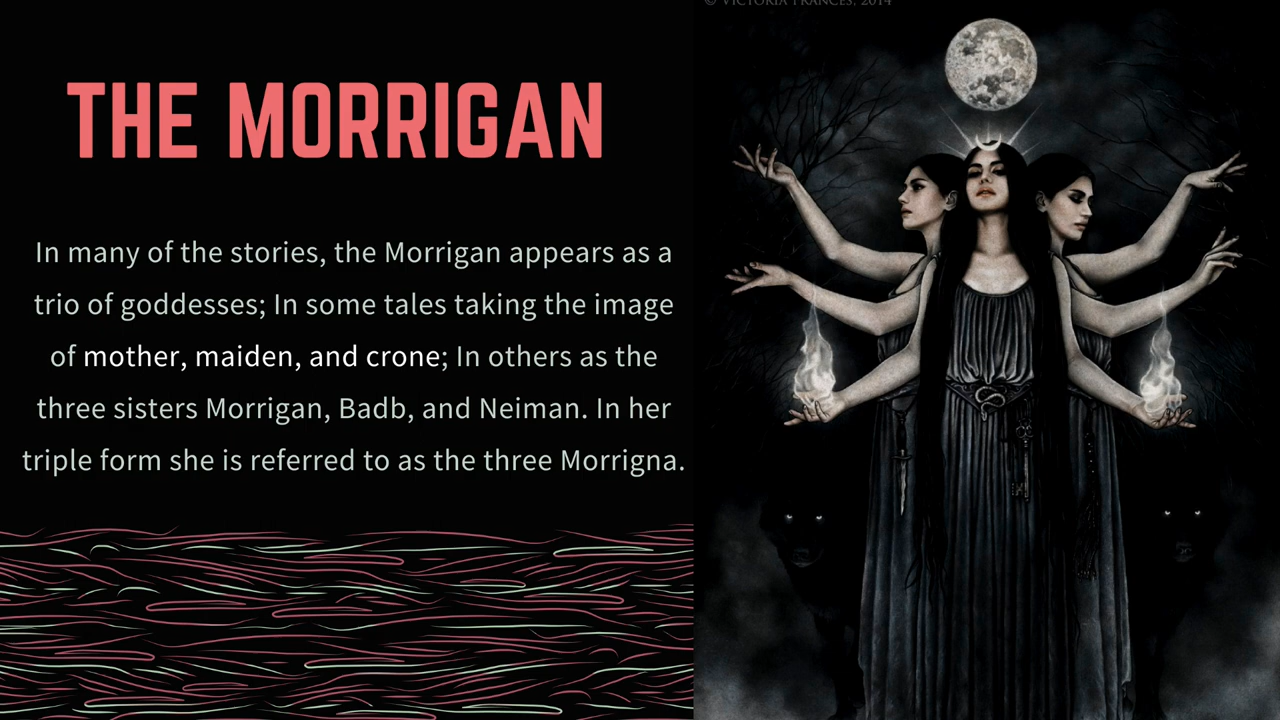 © VICTORIA FRANCES, 2014
THE MORRIGAN
In many of the stories, the Morrigan appears as a
trio of goddesses; In some tales taking the image
of mother, maiden, and crone; In others as the
three sisters Morrigan, Badb, and Neiman. In her
triple form she is referred to as the three Morrigna.